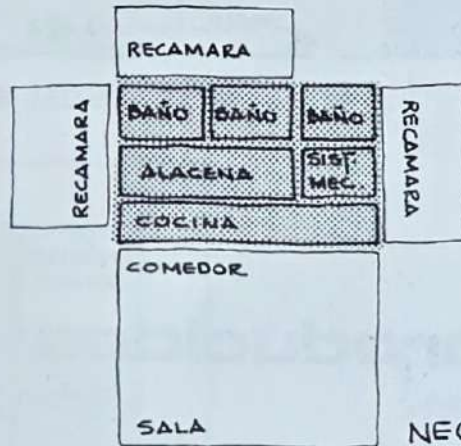 RECAMARA
RECAMARA
BAÑO BAÑO BAÑO
RECAMARA
ALACENA
SIST.
MEC.
COCINA
COMEDOR
SALA